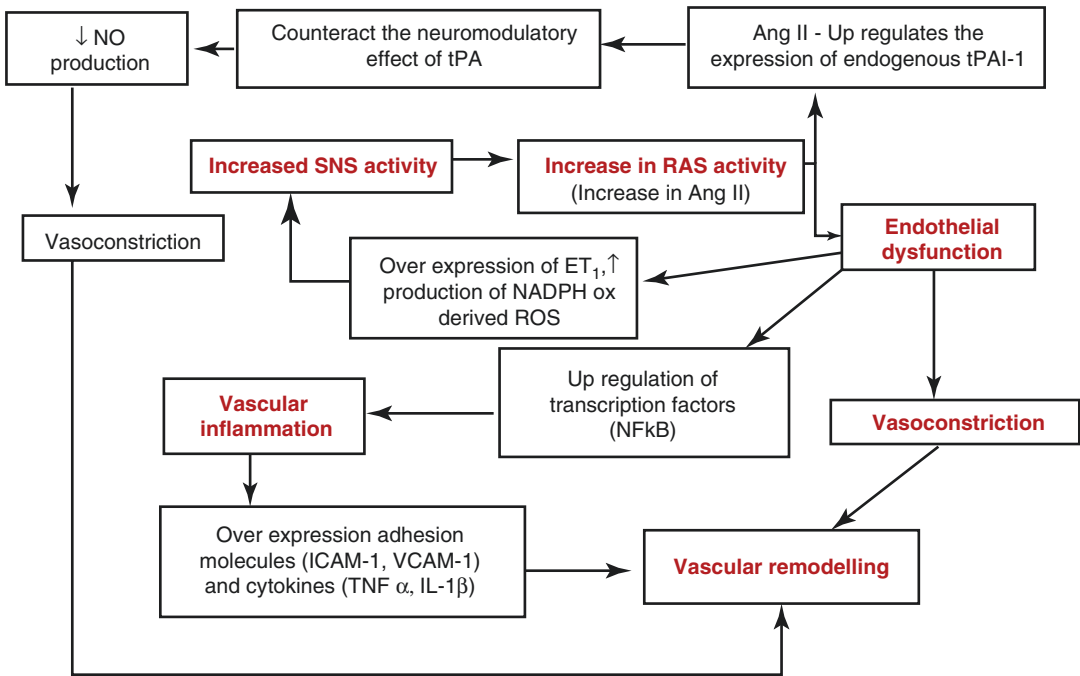 ↓ NO
production
Counteract the neuromodulatory
effect of tPA
Ang II - Up regulates the
expression of endogenous tPAI-1
Increased SNS activity
Increase in RAS activity
(Increase in Ang II)
Vasoconstriction
Endothelial
dysfunction
Over expression of ET₁,↑
production of NADPH ox
derived ROS
Up regulation of
transcription factors
(NFkB)
Vascular
inflammation
Vasoconstriction
Over expression adhesion
molecules (ICAM-1, VCAM-1)
and cytokines (TNF α, IL-1β)
Vascular remodelling